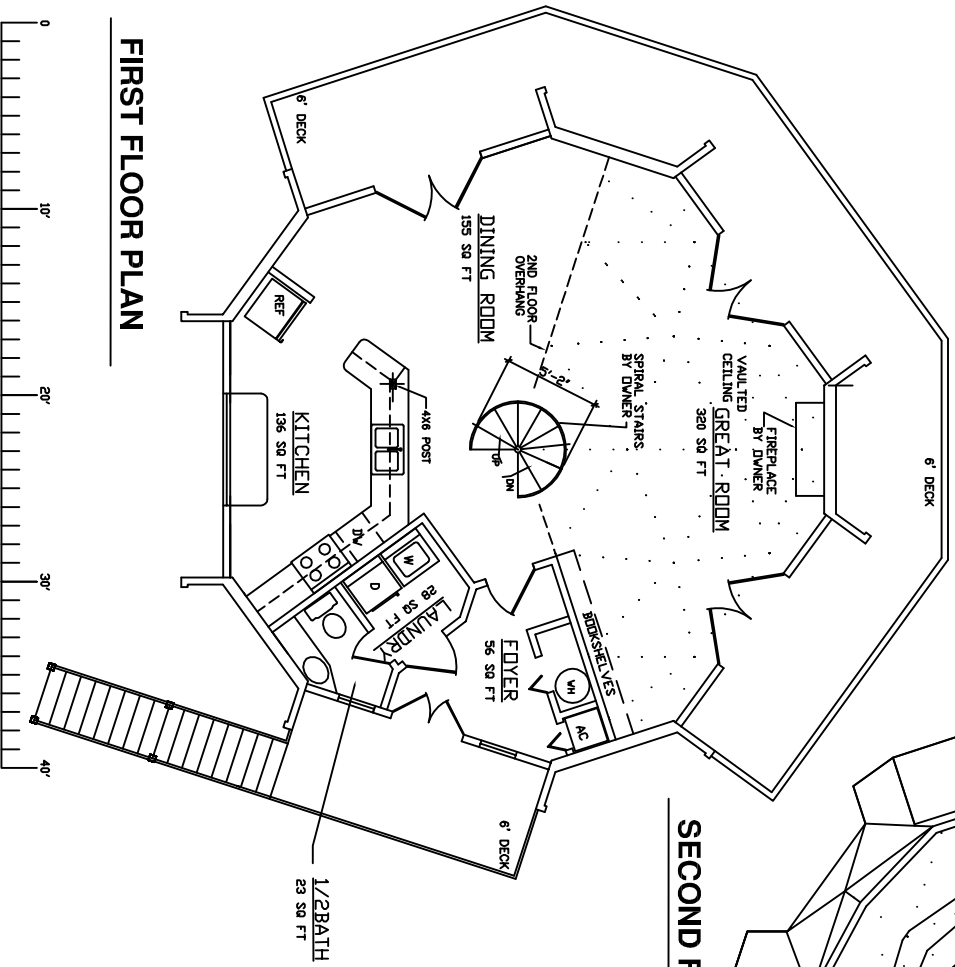 FIRST FLOOR PLAN
0
10'
20'
30'
40'
6' DECK
6' DECK
6' DECK
VAULTED
CEILING
FIREPLACE
BY OWNER
GREAT ROOM
320 SQ FT
SPIRAL STAIRS
BY OWNER
2ND FLOOR
OVERHANG
5'-2"
UP
DN
DINING ROOM
155 SQ FT
BOOKSHELVES
WH
AC
FOYER
56 SQ FT
4X6 POST
REF
KITCHEN
136 SQ FT
DW
W
D
LAUNDRY
28 SQ FT
1/2BATH
23 SQ FT
SECOND F